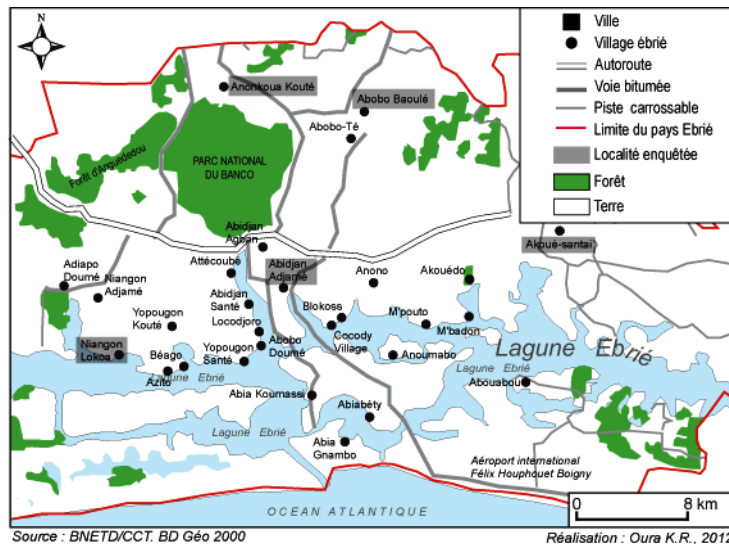 N
Ville
Village ébrié
Autoroute
Voie bitumée
Piste carrossable
Limite du pays Ebrié
Localité enquêtée
Forêt
Terre
Anonkoua Kouté
Abobo Baoulé
Abobo-Té
Forêt d'Anguededou
PARC NATIONAL
DU BANCO
Abidjan
Agban
Akoué-santai
Adiapo
Doumé
Niangon
Adjamé
Attécoubé
Abidjan
Adjamé
Anono
Akouédo
Abidjan
Santé
Blokoss
M'pouto
M'badon
Yopougon
Kouté
Locodjoro
Abobo
Doumé
Cocody
Village
Anoumabo
Lagune Ebrié
Niangon
Lokoa
Béago
Yopougon
Santé
Azito
Lagune Ebrié
Lagune Ebrié
Abouabou
Abia Koumassi
Abiabéty
Lagune Ebrié
Abia
Gnambo
Aéroport international
Félix Houphouet Boigny
OCEAN ATLANTIQUE
0 8 km
Source : BNETD/CCT. BD Géo 2000
Réalisation : Oura K.R., 2012